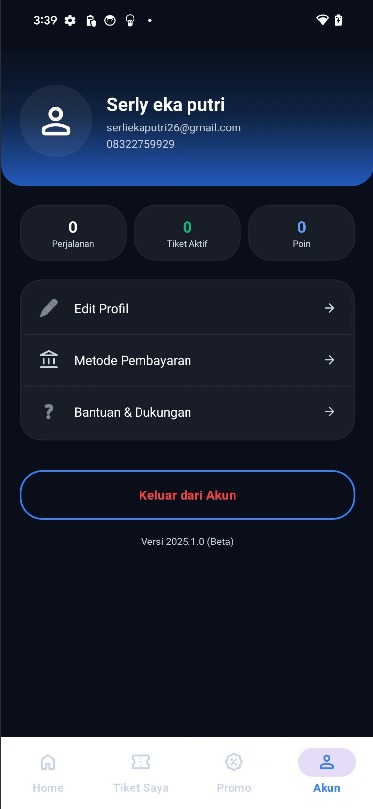 3:39
Serly eka putri
serliekaputri26@gmail.com
08322759929
0 0 0
Perjalanan Tiket Aktif Poin
Edit Profil
Metode Pembayaran
Bantuan & Dukungan
Keluar dari Akun
Versi 2025.1.0 (Beta)
Home Tiket Saya Promo Akun